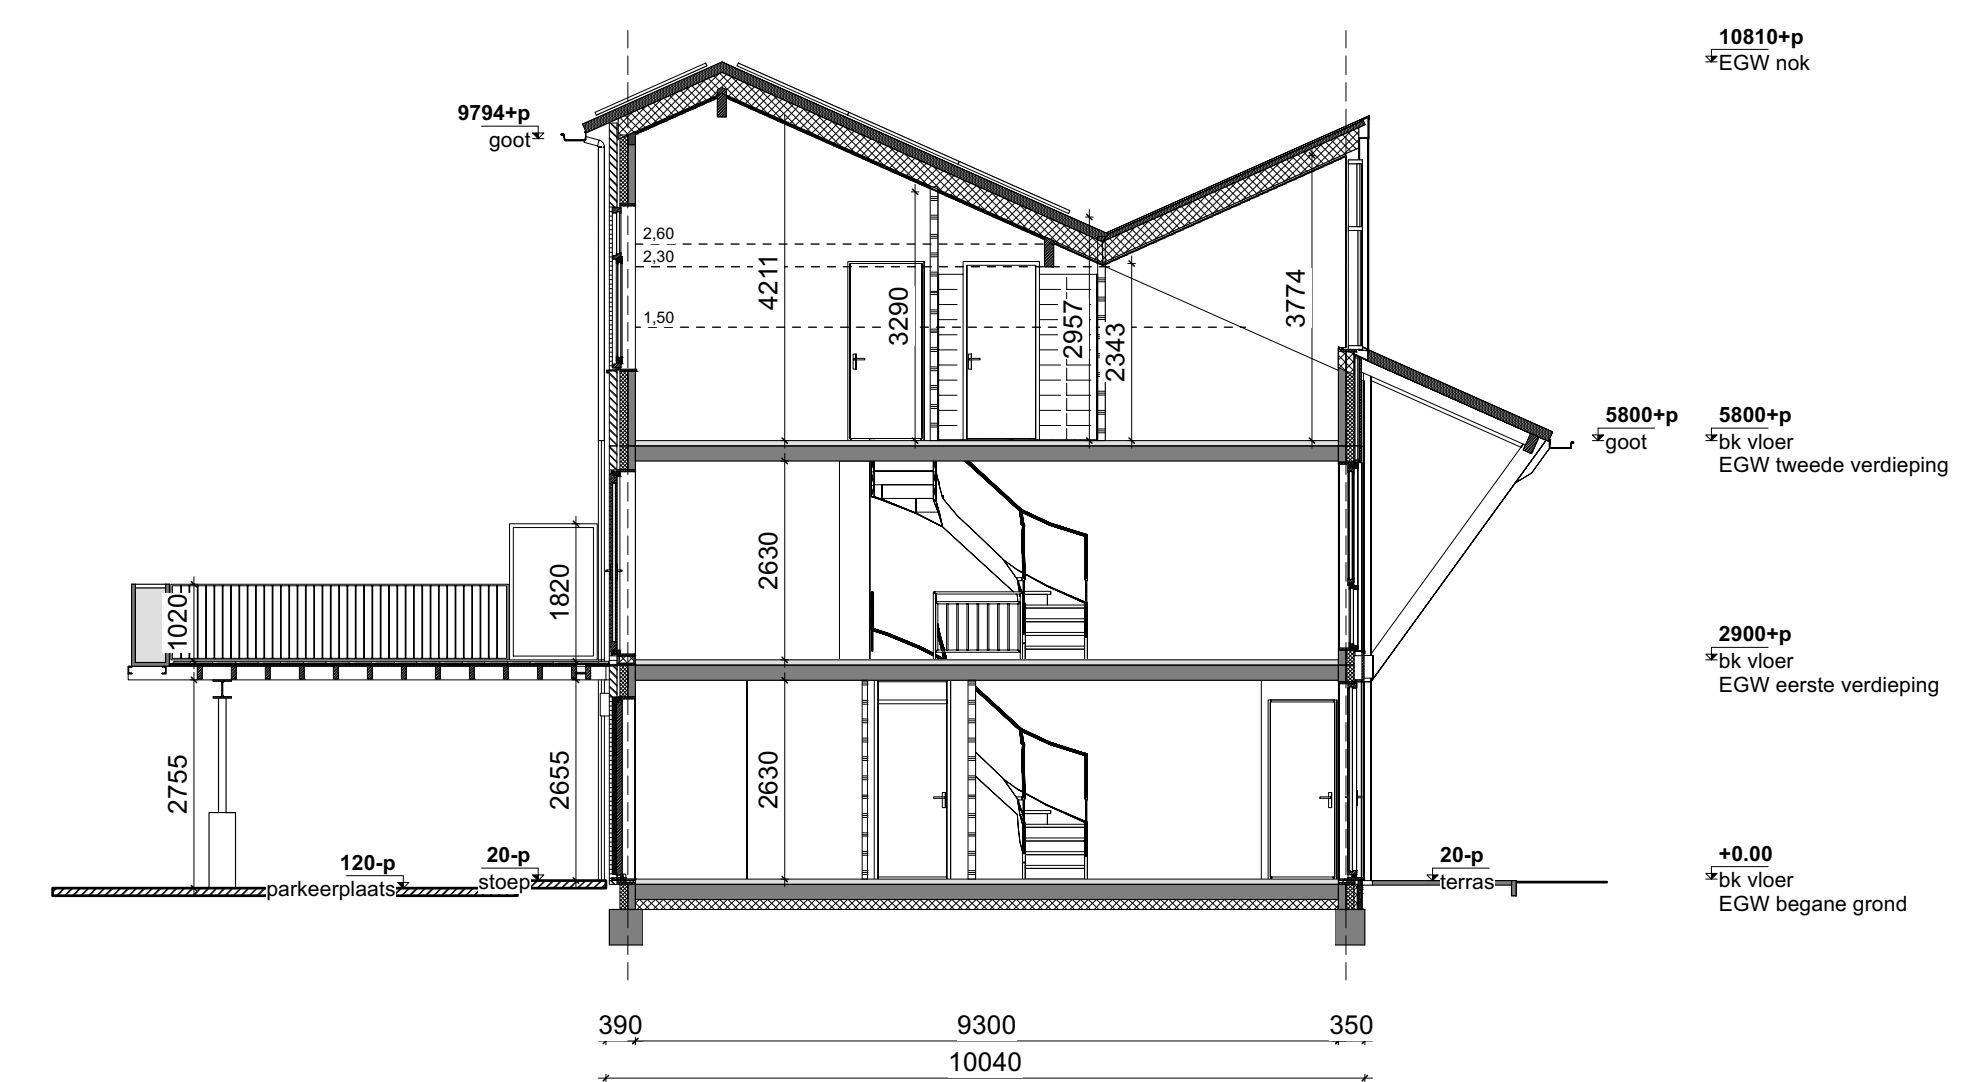 10810+p
EGW nok
9794+p
goot
2,60
2,30
1,50
4211
3290
2957
2343
3774
5800+p
goot
5800+p
bk vloer
EGW tweede verdieping
2630
1820
1020
2900+p
bk vloer
EGW eerste verdieping
2755
2655
2630
120-p
parkeerplaats
20-p
stoep
20-p
terras
+0.00
bk vloer
EGW begane grond
390
9300
350
10040